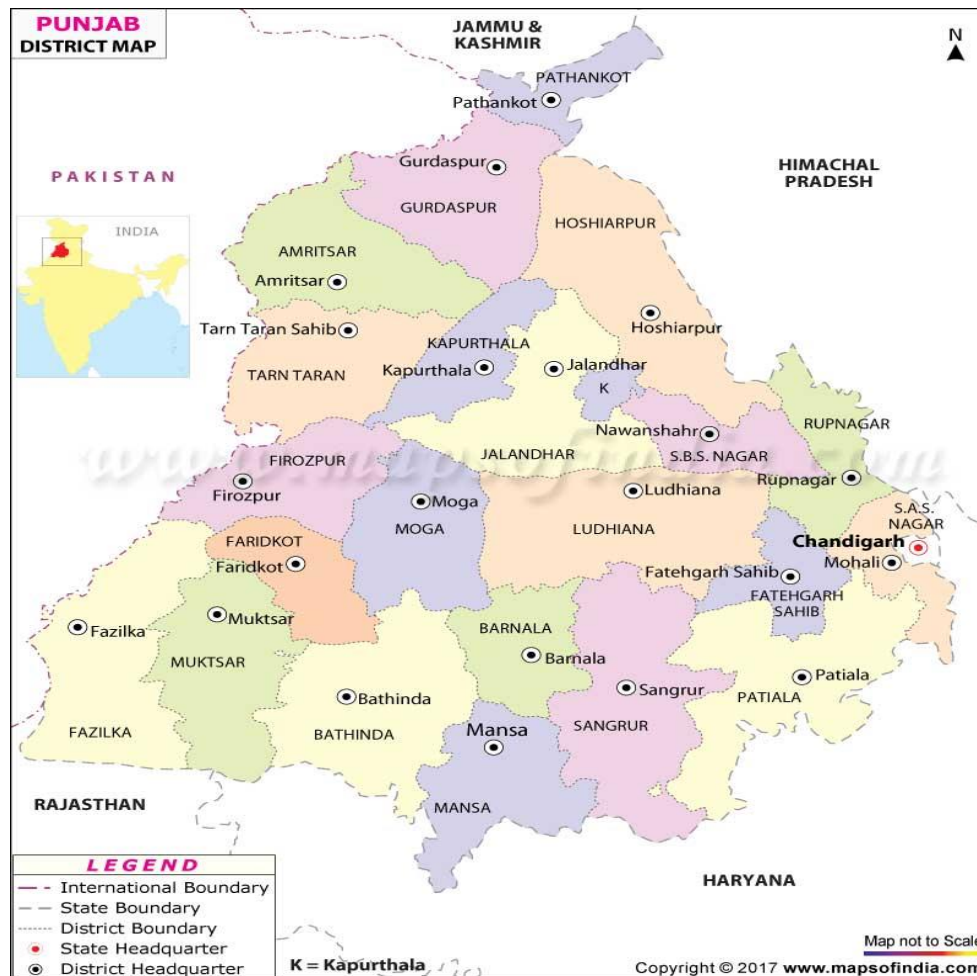 PUNJAB
DISTRICT MAP
JAMMU &
KASHMIR
N
PATHANKOT
Pathankot
Gurdaspur
GURDASPUR
HIMACHAL
PRADESH
PAKISTAN
INDIA
HOSHIARPUR
AMRITSAR
Amritsar
Hoshiarpur
Tarn Taran Sahib
TARN TARAN
KAPURTHALA
Kapurthala
Jalandhar
K
RUPNAGAR
Nawanshahr
S.B.S. NAGAR
JALANDHAR
www.mapsofindia.com
FIROZPUR
Firozpur
Rupnagar
Ludhiana
LUDHIANA
Moga
MOGA
S.A.S.
NAGAR
Chandigarh
Mohali
FARIDKOT
Faridkot
Fatehgarh Sahib
FATEHGARH
SAHIB
Fazilka
FAZILKA
Muktsar
MUKTSAR
BARNALA
Barnala
Patiala
PATIALA
Sangrur
SANGRUR
Bathinda
BATHINDA
Mansa
MANSA
RAJASTHAN
HARYANA
LEGEND
International Boundary
State Boundary
District Boundary
State Headquarter
District Headquarter
K = Kapurthala
Map not to Scale
Copyright © 2017 www.mapsofindia.com